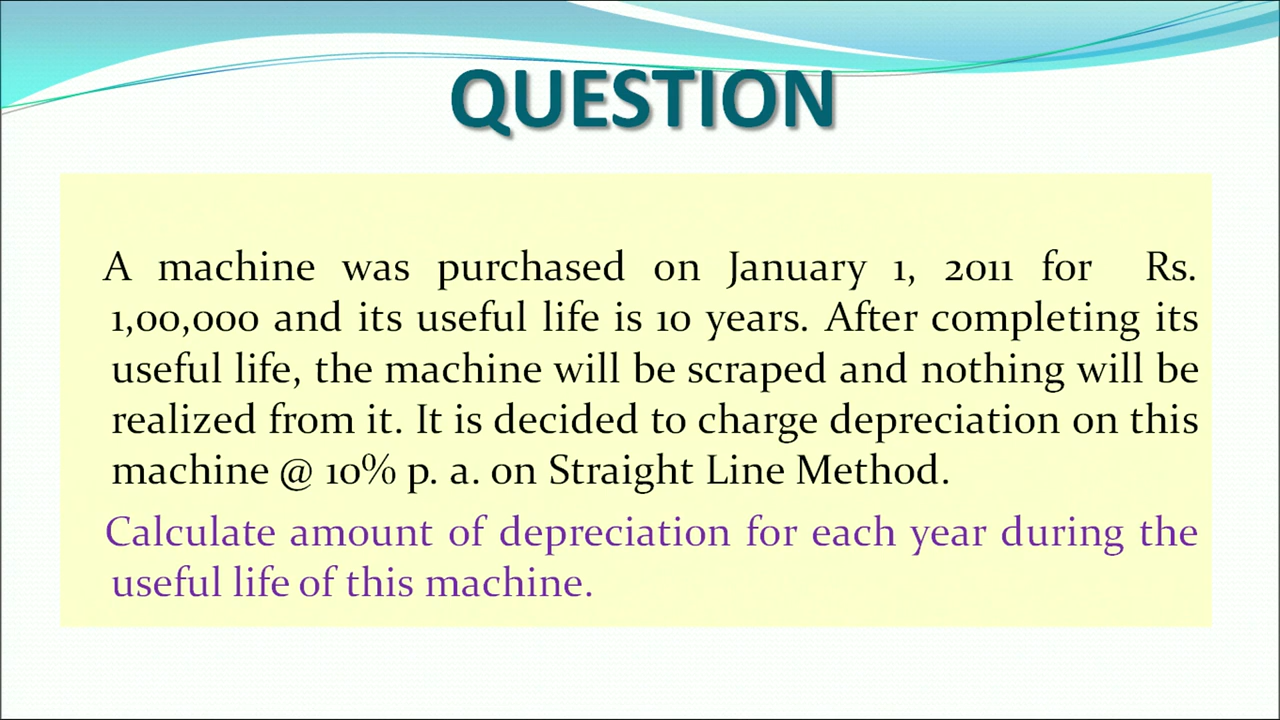 QUESTION
A machine was purchased on January 1, 2011 for Rs.
1,00,000 and its useful life is 10 years. After completing its
useful life, the machine will be scraped and nothing will be
realized from it. It is decided to charge depreciation on this
machine @ 10% p. a. on Straight Line Method.
Calculate amount of depreciation for each year during the
useful life of this machine.